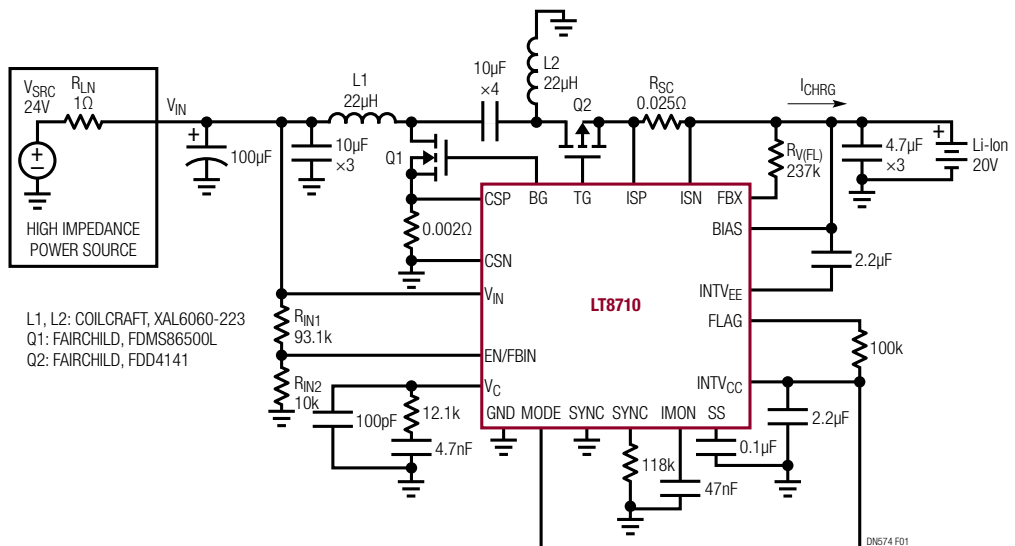 VSRC
24V
RLN
1Ω
HIGH IMPEDANCE
POWER SOURCE
VIN
100µF
10µF
×3
L1
22µH
Q1
10µF
×4
L2
22µH
Q2
RSC
0.025Ω
ICHRG
RV(FL)
237k
4.7µF
×3
Li-Ion
20V
0.002Ω
CSP
BG
TG
ISP
ISN
FBX
BIAS
2.2µF
INTVEE
CSN
VIN
LT8710
FLAG
100k
L1, L2: COILCRAFT, XAL6060-223
Q1: FAIRCHILD, FDMS86500L
Q2: FAIRCHILD, FDD4141
RIN1
93.1k
EN/FBIN
RIN2
10k
VC
INTVCC
2.2µF
100pF
12.1k
4.7nF
GND
MODE
SYNC
SYNC
IMON
SS
118k
47nF
0.1µF
DN574 F01